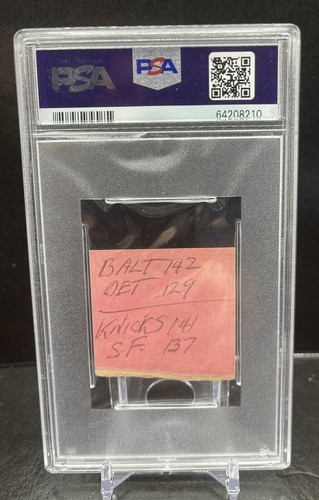 PSA
PSA
64208210
BALT 142
DET 129
KNICKS 141
S.F. 137